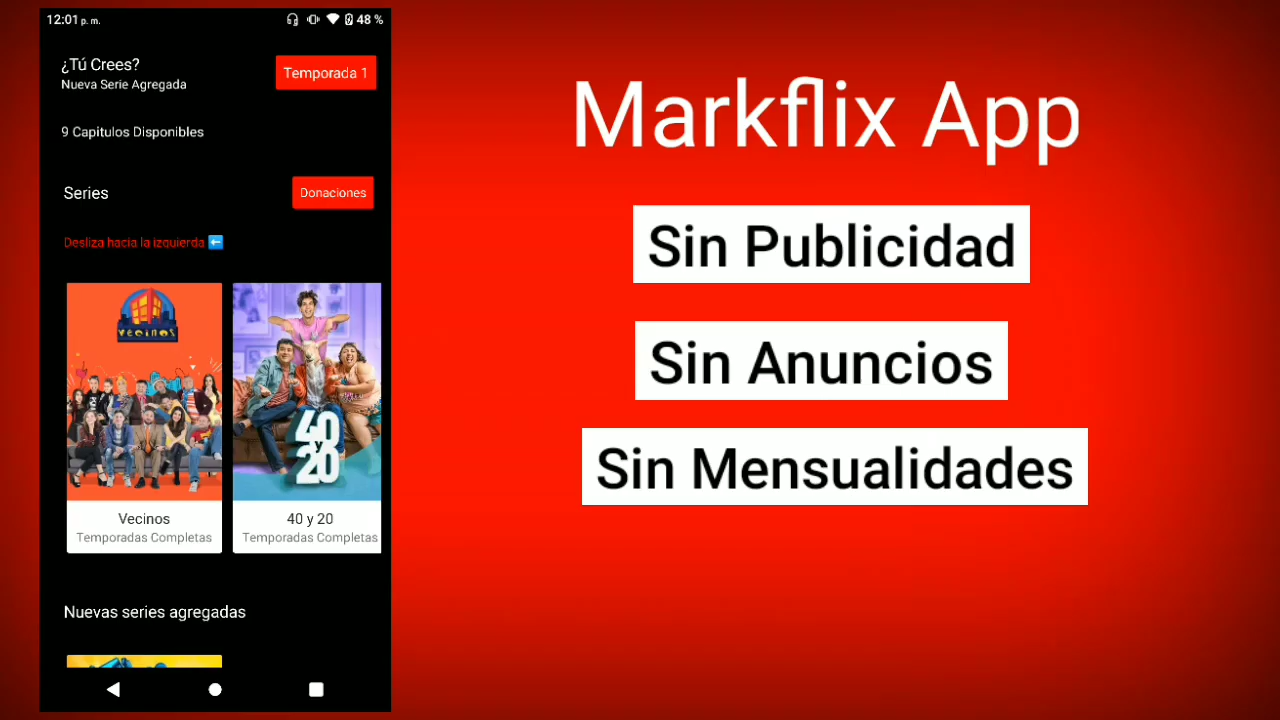 12:01 p. m.
48 %
¿Tú Crees?
Nueva Serie Agregada
Temporada 1
9 Capitulos Disponibles
Series
Donaciones
Desliza hacia la izquierda
vecinos
40
y
20
Vecinos
Temporadas Completas
40 y 20
Temporadas Completas
Nuevas series agregadas
Markflix App
Sin Publicidad
Sin Anuncios
Sin Mensualidades